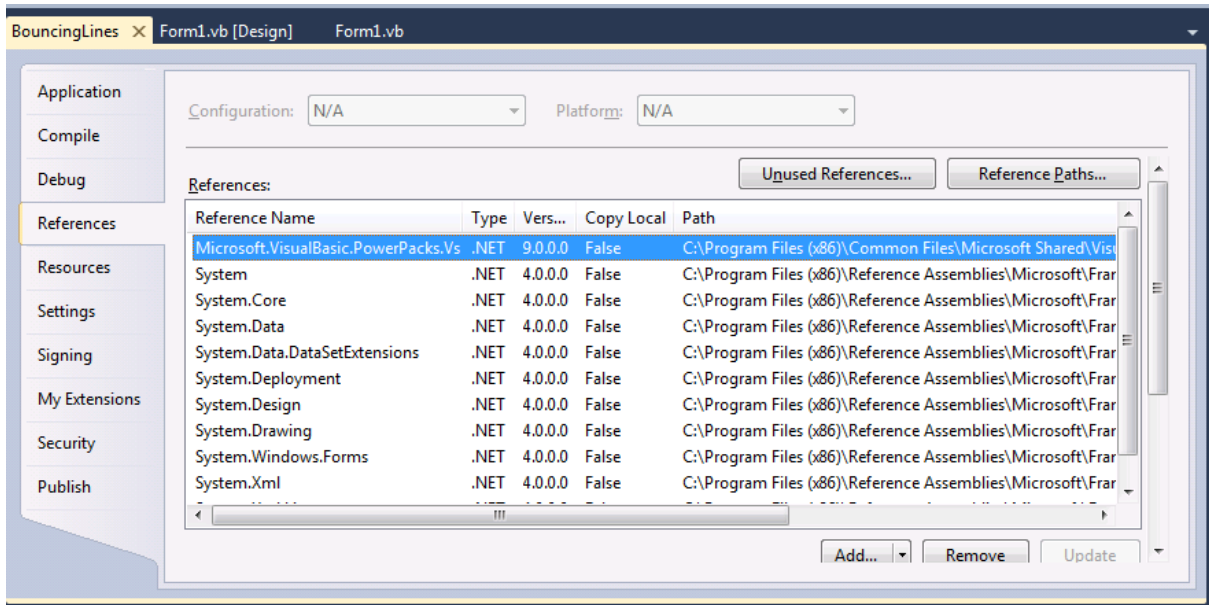 BouncingLines Form1.vb [Design] Form1.vb
Application
Compile
Debug
References
Resources
Settings
Signing
My Extensions
Security
Publish
Configuration: N/A Platform: N/A
Unused References... Reference Paths...
References:
Reference Name Type Vers... Copy Local Path
Microsoft.VisualBasic.PowerPacks.Vs .NET 9.0.0.0 False C:\Program Files (x86)\Common Files\Microsoft Shared\Visu
System .NET 4.0.0.0 False C:\Program Files (x86)\Reference Assemblies\Microsoft\Frar
System.Core .NET 4.0.0.0 False C:\Program Files (x86)\Reference Assemblies\Microsoft\Frar
System.Data .NET 4.0.0.0 False C:\Program Files (x86)\Reference Assemblies\Microsoft\Frar
System.Data.DataSetExtensions .NET 4.0.0.0 False C:\Program Files (x86)\Reference Assemblies\Microsoft\Frar
System.Deployment .NET 4.0.0.0 False C:\Program Files (x86)\Reference Assemblies\Microsoft\Frar
System.Design .NET 4.0.0.0 False C:\Program Files (x86)\Reference Assemblies\Microsoft\Frar
System.Drawing .NET 4.0.0.0 False C:\Program Files (x86)\Reference Assemblies\Microsoft\Frar
System.Windows.Forms .NET 4.0.0.0 False C:\Program Files (x86)\Reference Assemblies\Microsoft\Frar
System.Xml .NET 4.0.0.0 False C:\Program Files (x86)\Reference Assemblies\Microsoft\Frar
Add... Remove Update